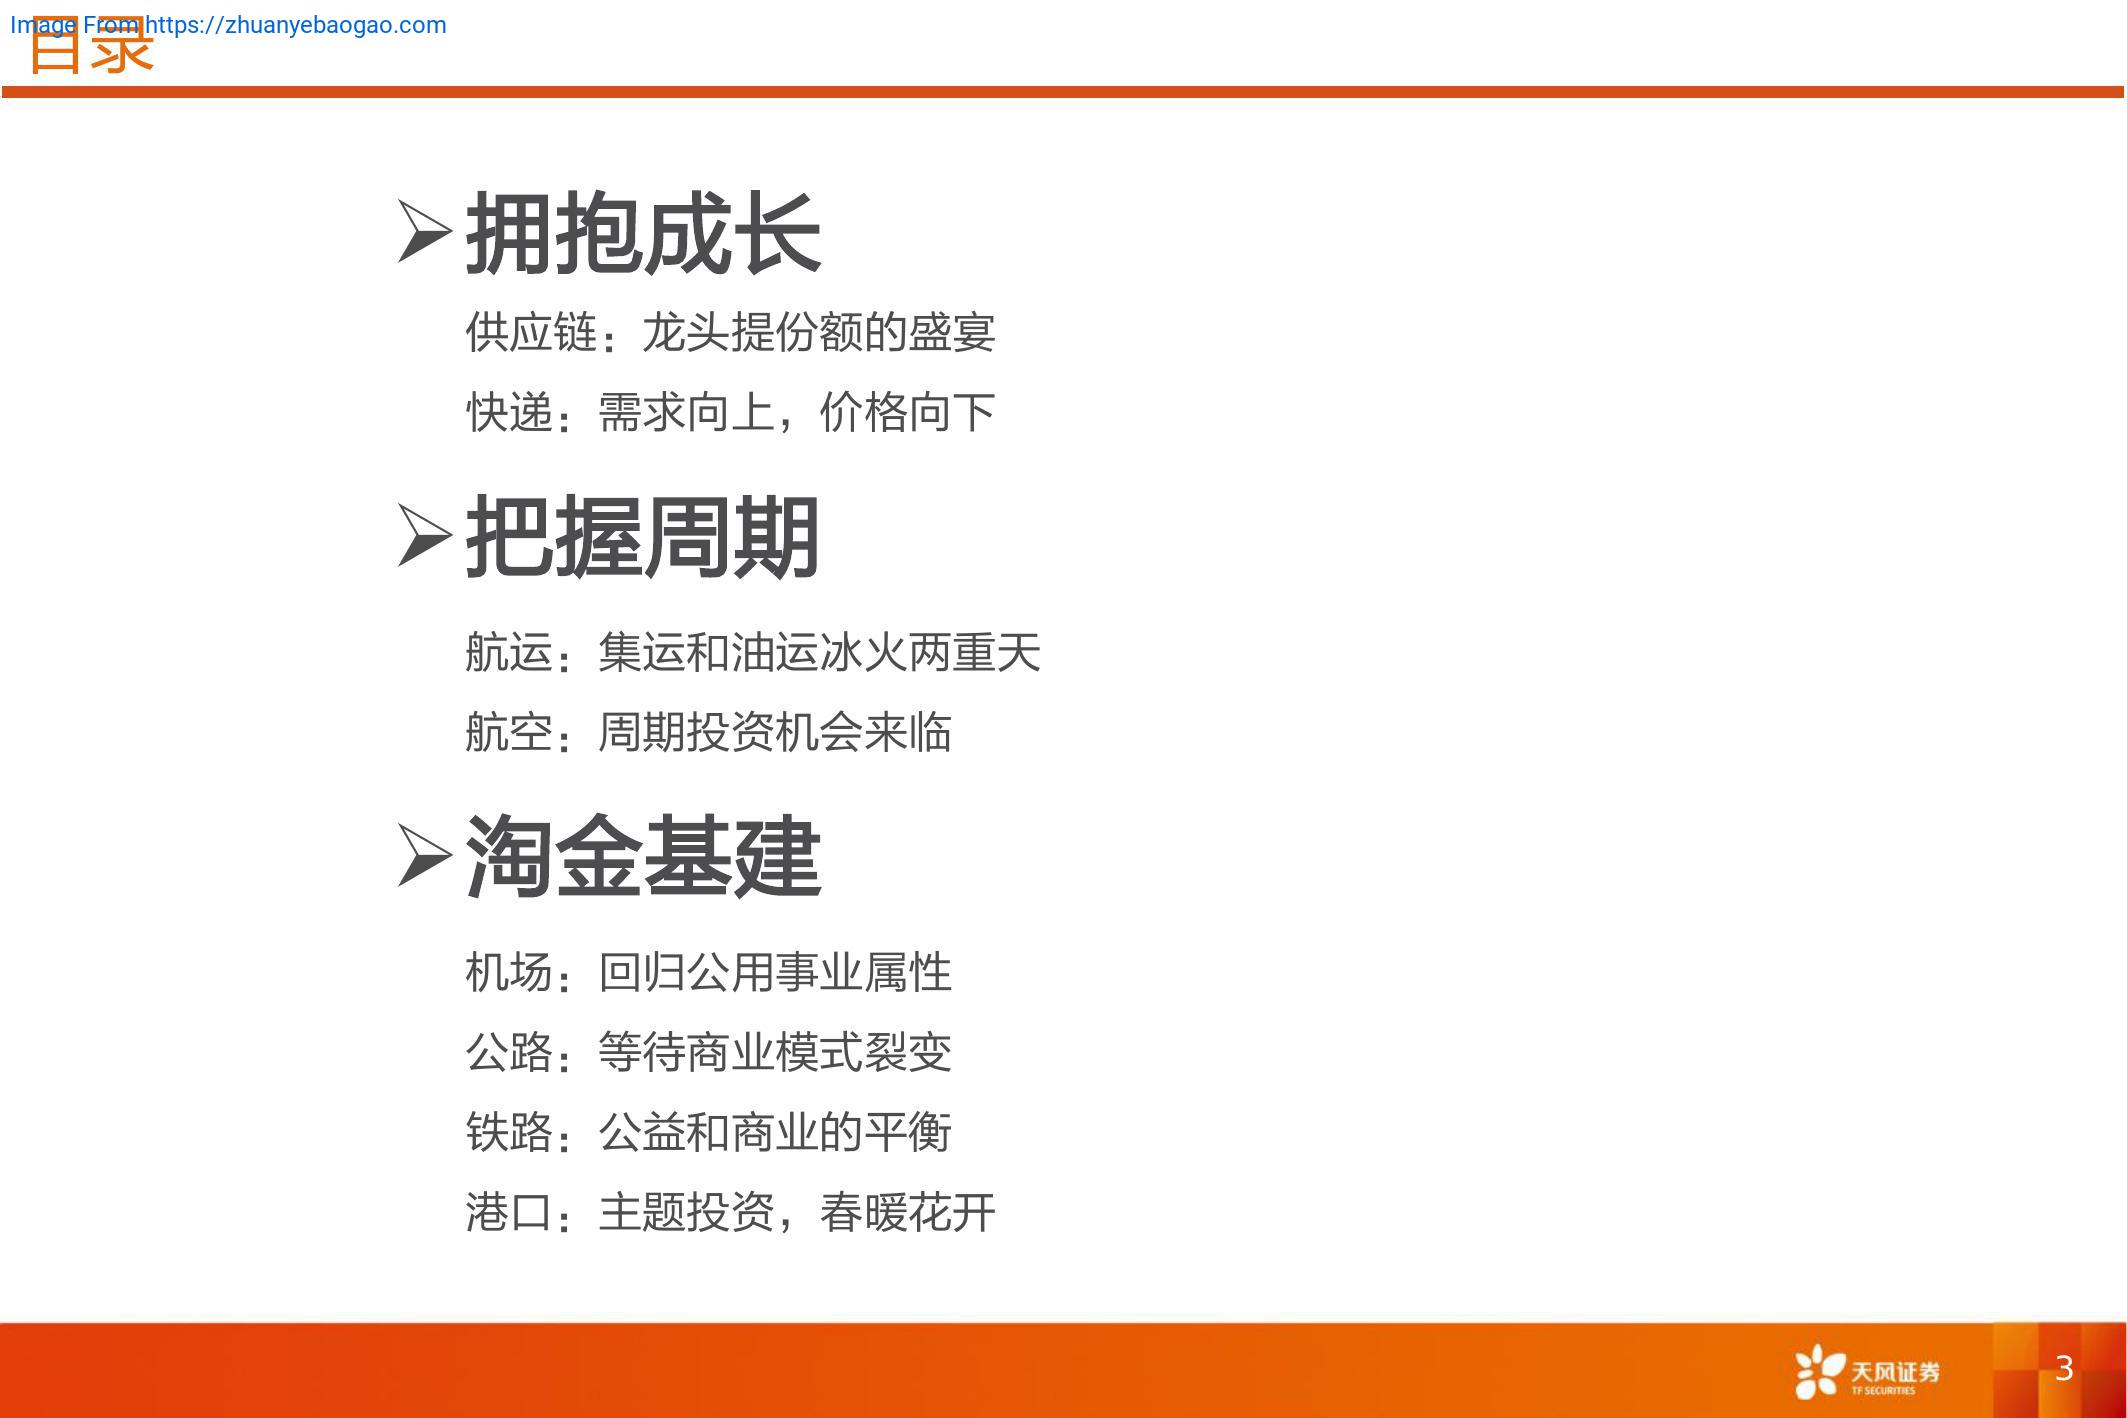 Image From https://zhuanyebaogao.com
目录
拥抱成长
供应链：龙头提份额的盛宴
快递：需求向上，价格向下
把握周期
航运：集运和油运冰火两重天
航空：周期投资机会来临
淘金基建
机场：回归公用事业属性
公路：等待商业模式裂变
铁路：公益和商业的平衡
港口：主题投资，春暖花开
天风证券
TF SECURITIES
3